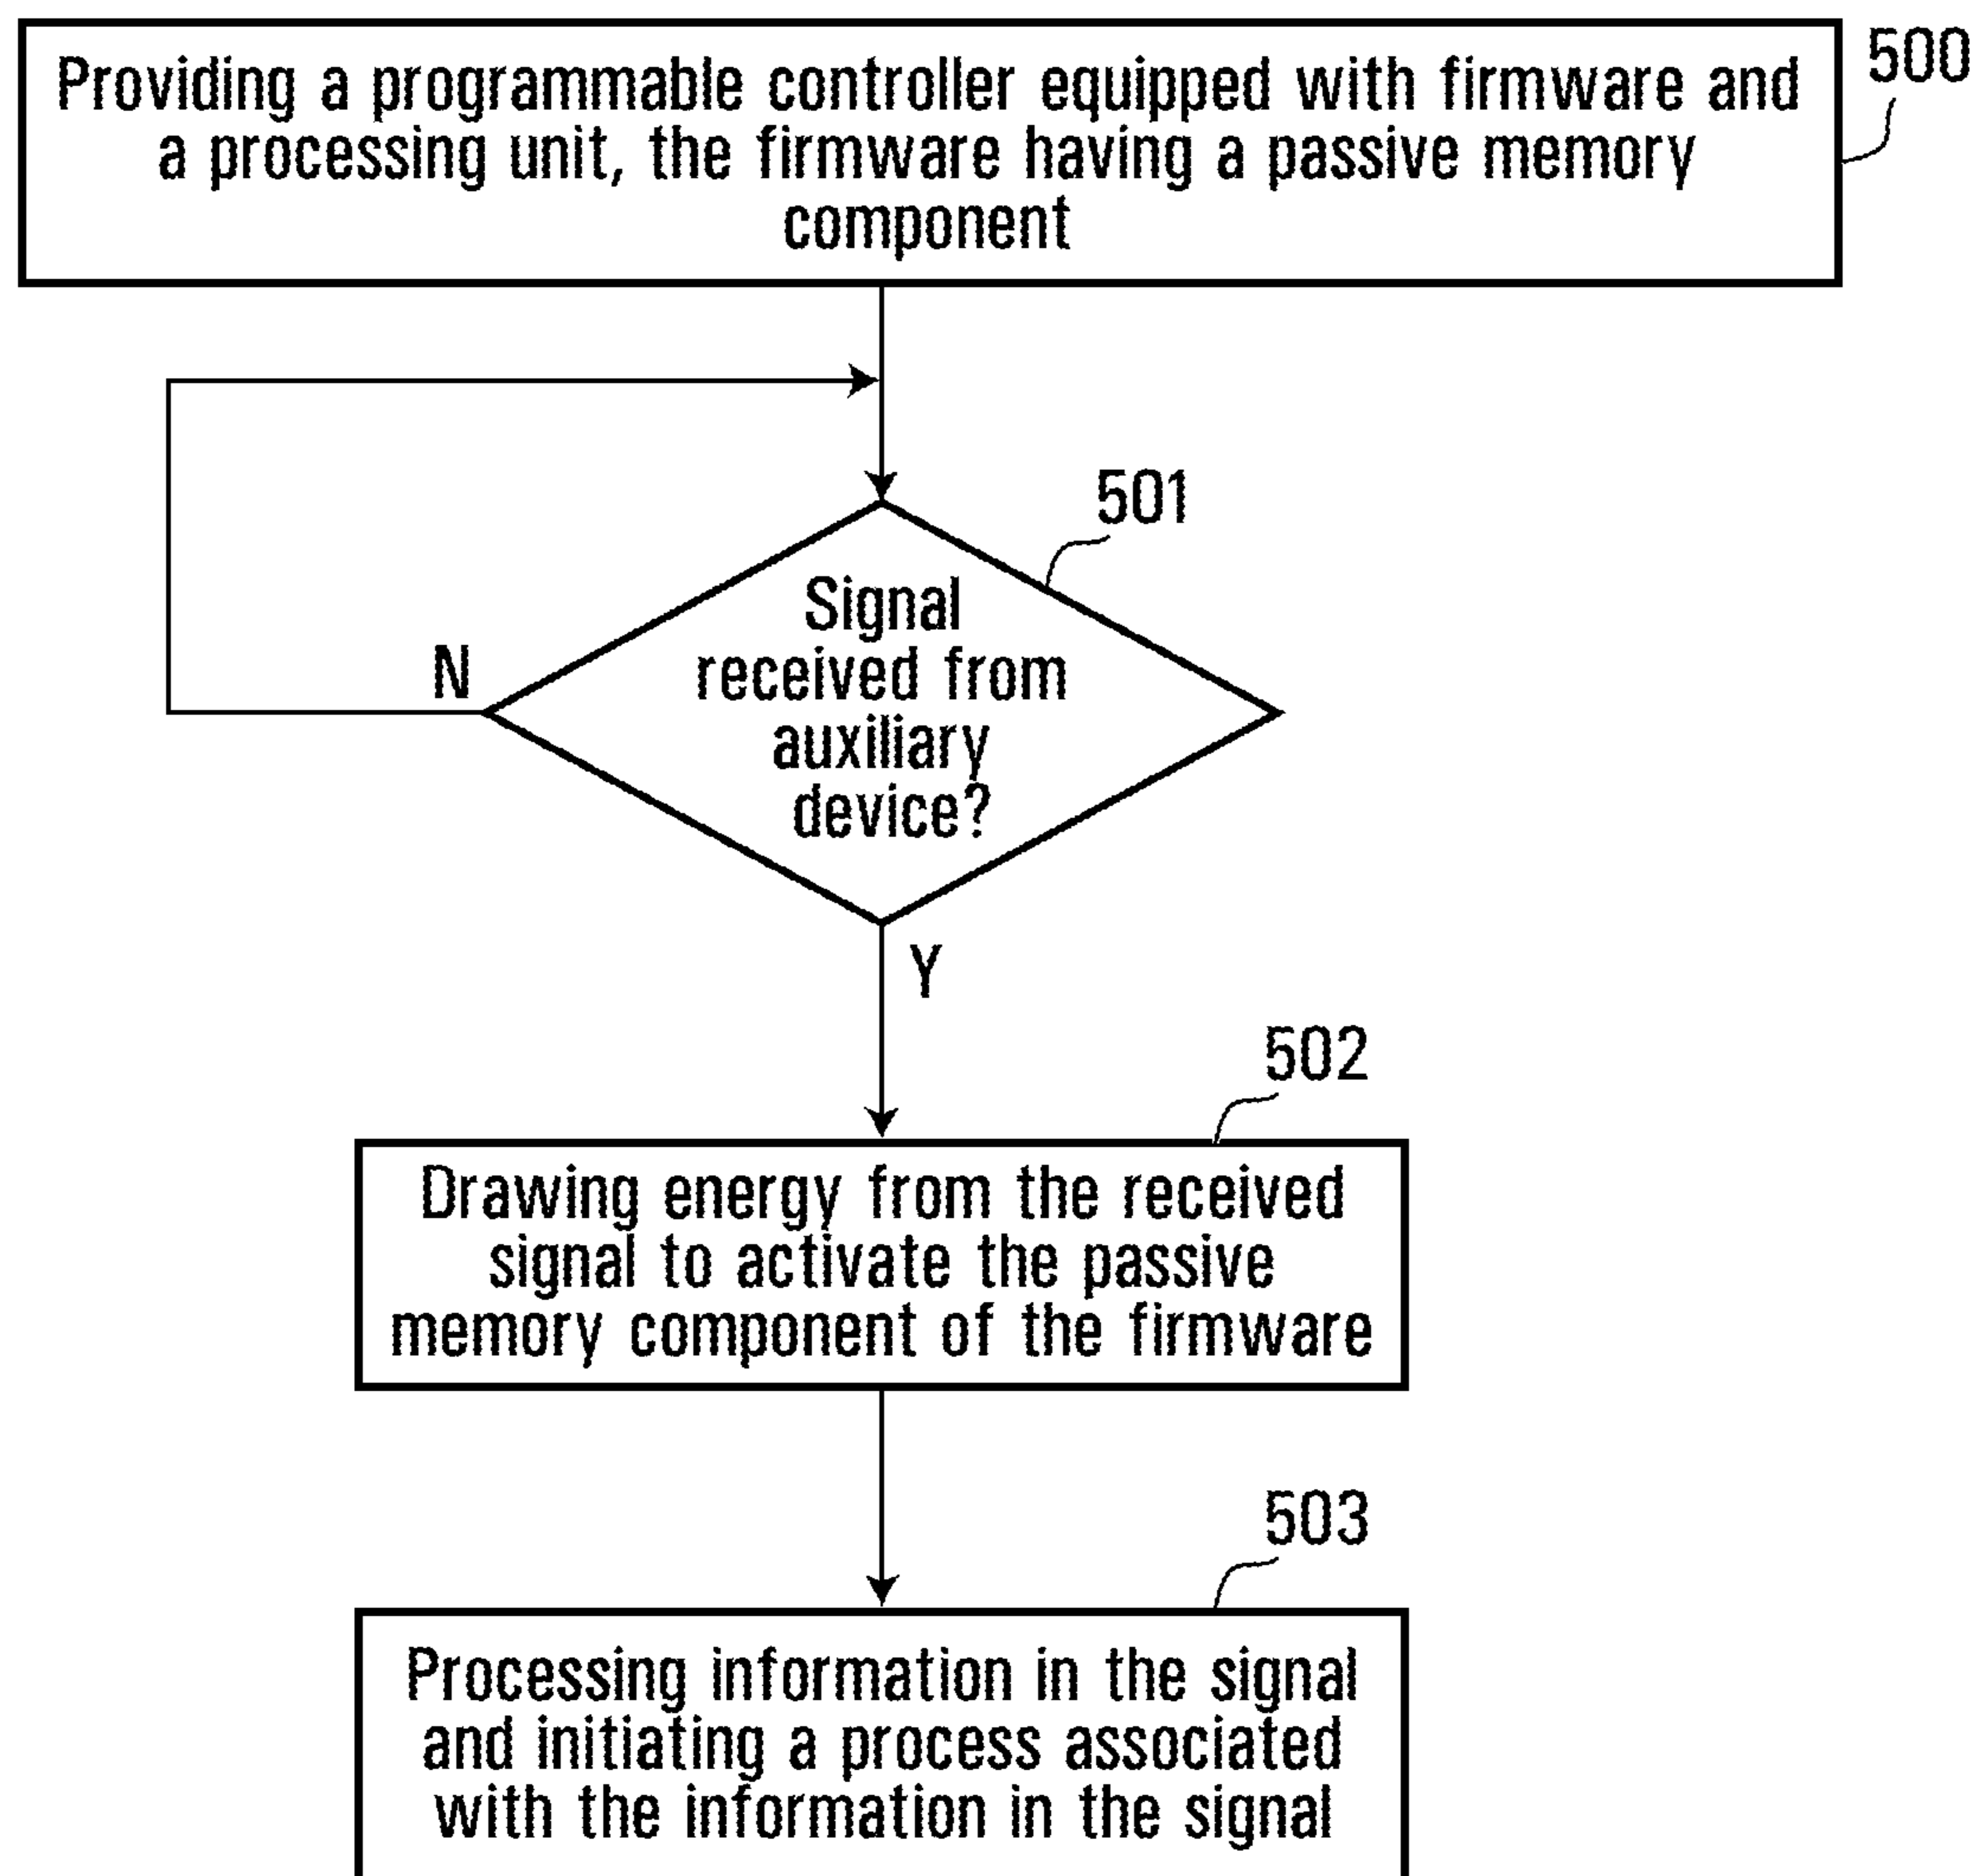 Providing a programmable controller equipped with firmware and
a processing unit, the firmware having a passive memory
component
500
501
Signal
received from
auxiliary
device?
N
Y
502
Drawing energy from the received
signal to activate the passive
memory component of the firmware
503
Processing information in the signal
and initiating a process associated
with the information in the signal